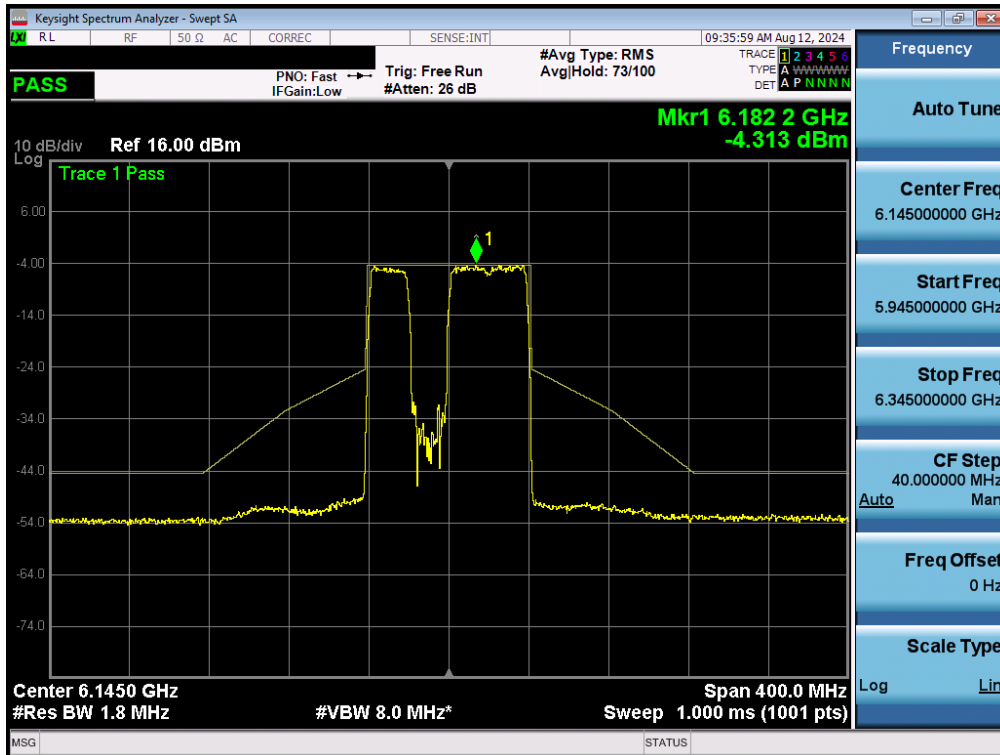 Keysight Spectrum Analyzer - Swept SA
LXI RL RF 50 Ω AC CORREC SENSE:INT 09:35:59 AM Aug 12, 2024
PASS
PNO: Fast
IFGain:Low
Trig: Free Run
#Atten: 26 dB
#Avg Type: RMS
Avg|Hold: 73/100
TRACE 1 2 3 4 5 6
TYPE A W W W W W
DET A P N N N N
Mkr1 6.182 2 GHz
-4.313 dBm
10 dB/div Ref 16.00 dBm
Log
Trace 1 Pass
1
6.00
-4.00
-14.0
-24.0
-34.0
-44.0
-54.0
-64.0
-74.0
Center 6.1450 GHz Span 400.0 MHz
#Res BW 1.8 MHz #VBW 8.0 MHz* Sweep 1.000 ms (1001 pts)
MSG STATUS
Frequency
Auto Tune
Center Freq
6.145000000 GHz
Start Freq
5.945000000 GHz
Stop Freq
6.345000000 GHz
CF Step
40.000000 MHz
Auto Man
Freq Offset
0 Hz
Scale Type
Log Lin